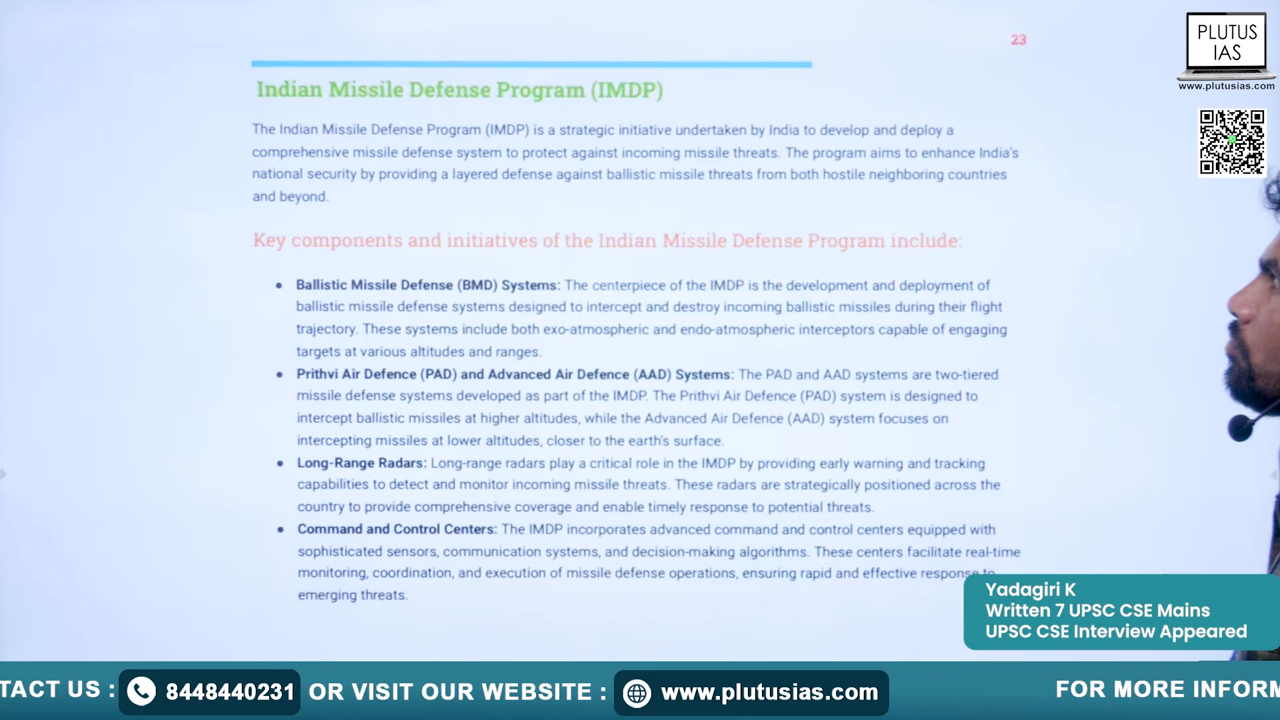 23
PLUTUS
IAS
www.plutusias.com
Indian Missile Defense Program (IMDP)
The Indian Missile Defense Program (IMDP) is a strategic initiative undertaken by India to develop and deploy a
comprehensive missile defense system to protect against incoming missile threats. The program aims to enhance India's
national security by providing a layered defense against ballistic missile threats from both hostile neighboring countries
and beyond.
Key components and initiatives of the Indian Missile Defense Program include:
• Ballistic Missile Defense (BMD) Systems: The centerpiece of the IMDP is the development and deployment of
ballistic missile defense systems designed to intercept and destroy incoming ballistic missiles during their flight
trajectory. These systems include both exo-atmospheric and endo-atmospheric interceptors capable of engaging
targets at various altitudes and ranges.
• Prithvi Air Defence (PAD) and Advanced Air Defence (AAD) Systems: The PAD and AAD systems are two-tiered
missile defense systems developed as part of the IMDP. The Prithvi Air Defence (PAD) system is designed to
intercept ballistic missiles at higher altitudes, while the Advanced Air Defence (AAD) system focuses on
intercepting missiles at lower altitudes, closer to the earth's surface.
• Long-Range Radars: Long-range radars play a critical role in the IMDP by providing early warning and tracking
capabilities to detect and monitor incoming missile threats. These radars are strategically positioned across the
country to provide comprehensive coverage and enable timely response to potential threats.
• Command and Control Centers: The IMDP incorporates advanced command and control centers equipped with
sophisticated sensors, communication systems, and decision-making algorithms. These centers facilitate real-time
monitoring, coordination, and execution of missile defense operations, ensuring rapid and effective response to
emerging threats.
Yadagiri K
Written 7 UPSC CSE Mains
UPSC CSE Interview Appeared
TACT US : 8448440231 OR VISIT OUR WEBSITE : www.plutusias.com FOR MORE INFORM